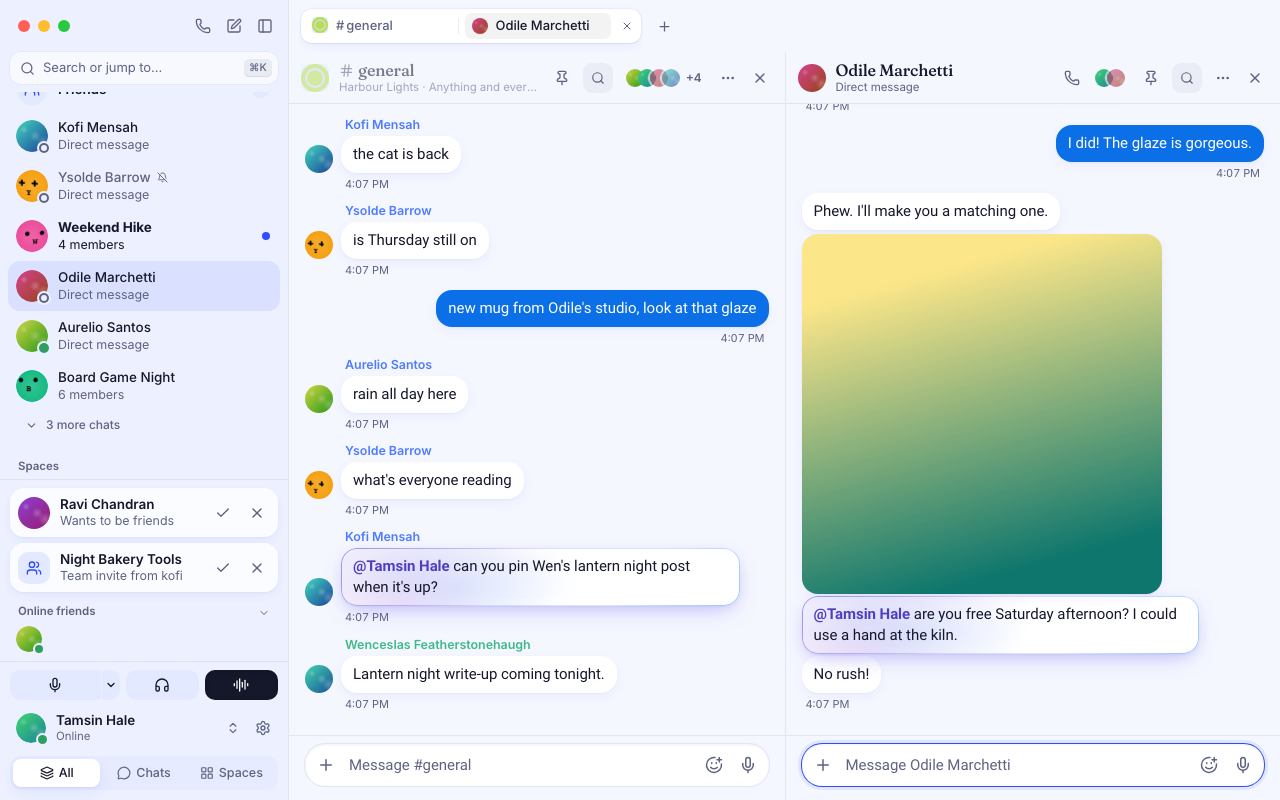 Search or jump to...
⌘K
Friends
Kofi Mensah
Direct message
Ysolde Barrow
Direct message
Weekend Hike
4 members
Odile Marchetti
Direct message
Aurelio Santos
Direct message
Board Game Night
6 members
3 more chats
Spaces
Ravi Chandran
Wants to be friends
Night Bakery Tools
Team invite from kofi
Online friends
Tamsin Hale
Online
All
Chats
Spaces
# general
Odile Marchetti
# general
Harbour Lights · Anything and ever...
+4
Kofi Mensah
the cat is back
4:07 PM
Ysolde Barrow
is Thursday still on
4:07 PM
new mug from Odile's studio, look at that glaze
4:07 PM
Aurelio Santos
rain all day here
4:07 PM
Ysolde Barrow
what's everyone reading
4:07 PM
Kofi Mensah
@Tamsin Hale can you pin Wen's lantern night post
when it's up?
4:07 PM
Wenceslas Featherstonehaugh
Lantern night write-up coming tonight.
4:07 PM
Message #general
Odile Marchetti
Direct message
4:07 PM
I did! The glaze is gorgeous.
4:07 PM
Phew. I'll make you a matching one.
@Tamsin Hale are you free Saturday afternoon? I could
use a hand at the kiln.
No rush!
4:07 PM
Message Odile Marchetti